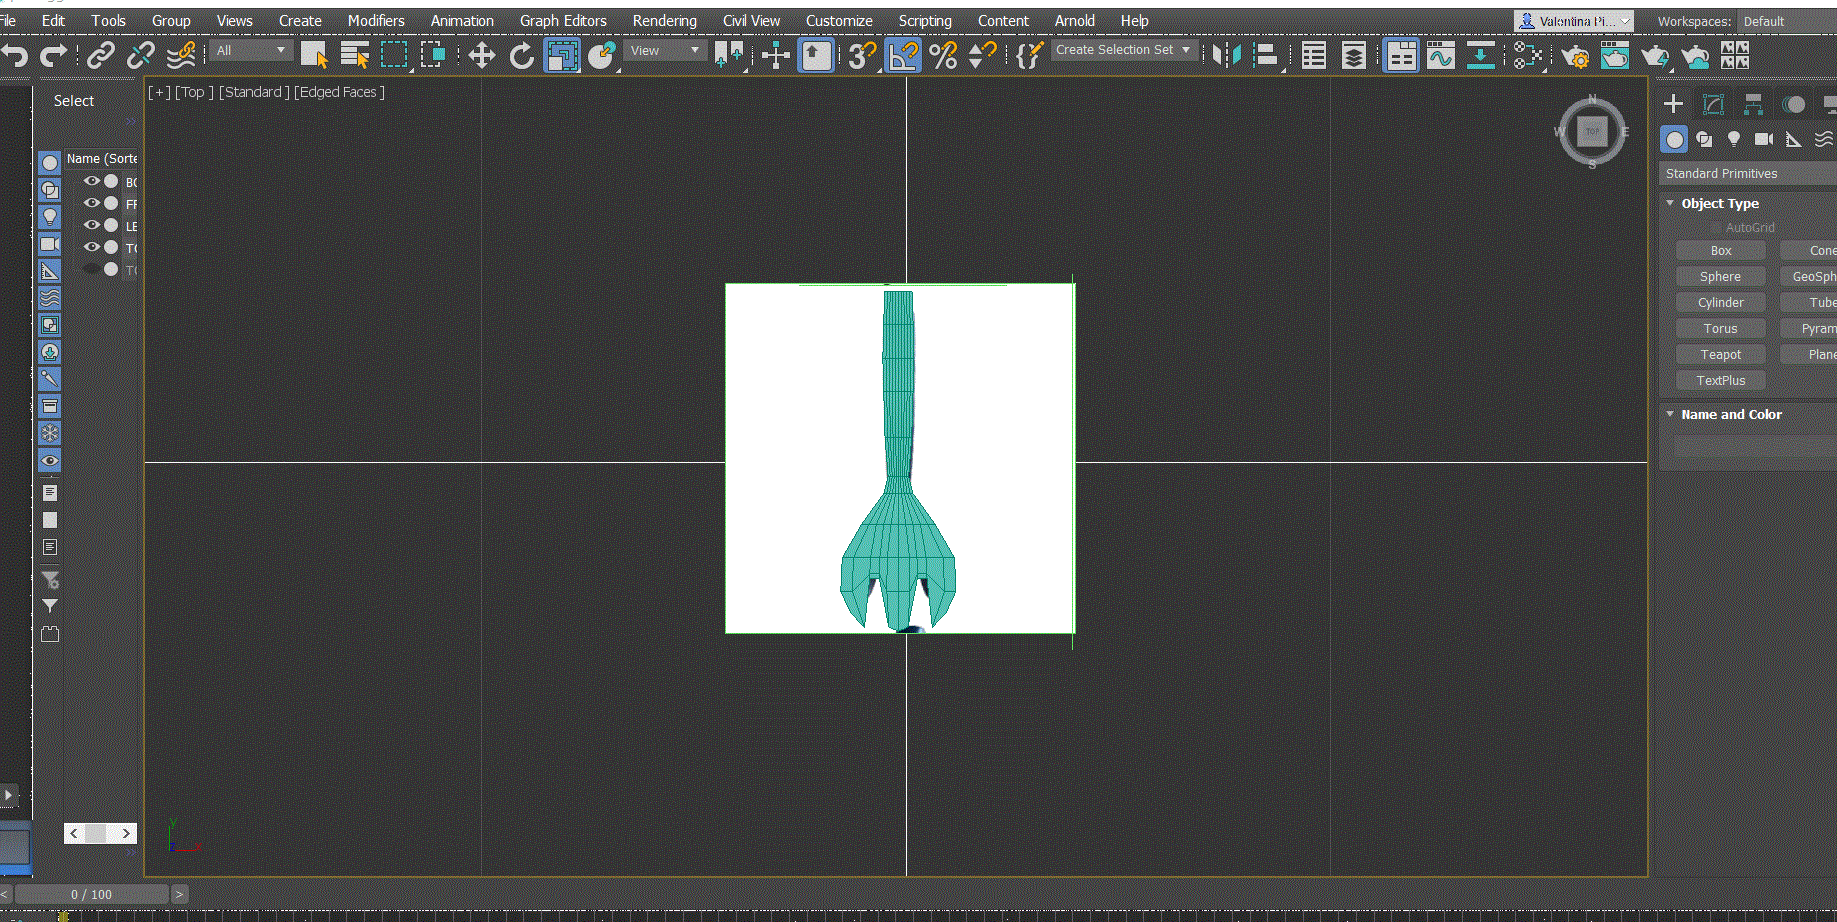 File Edit Tools Group Views Create Modifiers Animation Graph Editors Rendering Civil View Customize Scripting Content Arnold Help Valentina Pi... Workspaces: Default
All View Create Selection Set
Select
[+] [Top ] [Standard ] [Edged Faces ]
Name (Sorte
BO
FF
LE
TO
TO
N
W TOP E
S
Standard Primitives
Object Type
AutoGrid
Box Cone
Sphere GeoSph
Cylinder Tube
Torus Pyram
Teapot Plane
TextPlus
Name and Color
y
z x
< >
< 0 / 100 >